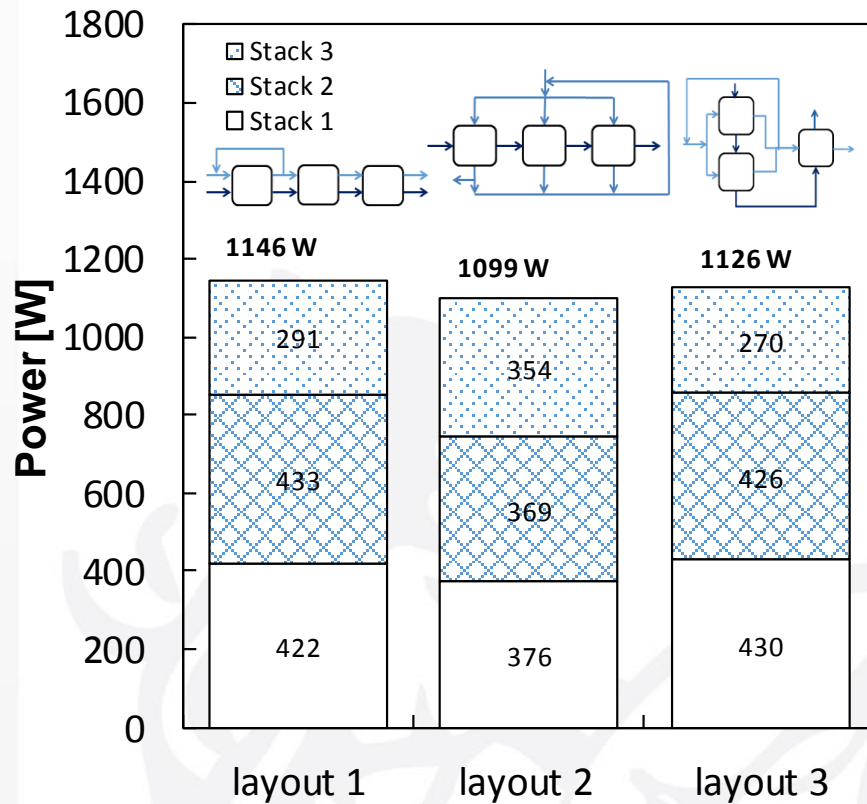 1800
1600
1400
1200
1000
800
600
400
200
0
Power [W]
Stack 3
Stack 2
Stack 1
1146 W
1099 W
1126 W
291
354
270
433
369
426
422
376
430
layout 1
layout 2
layout 3